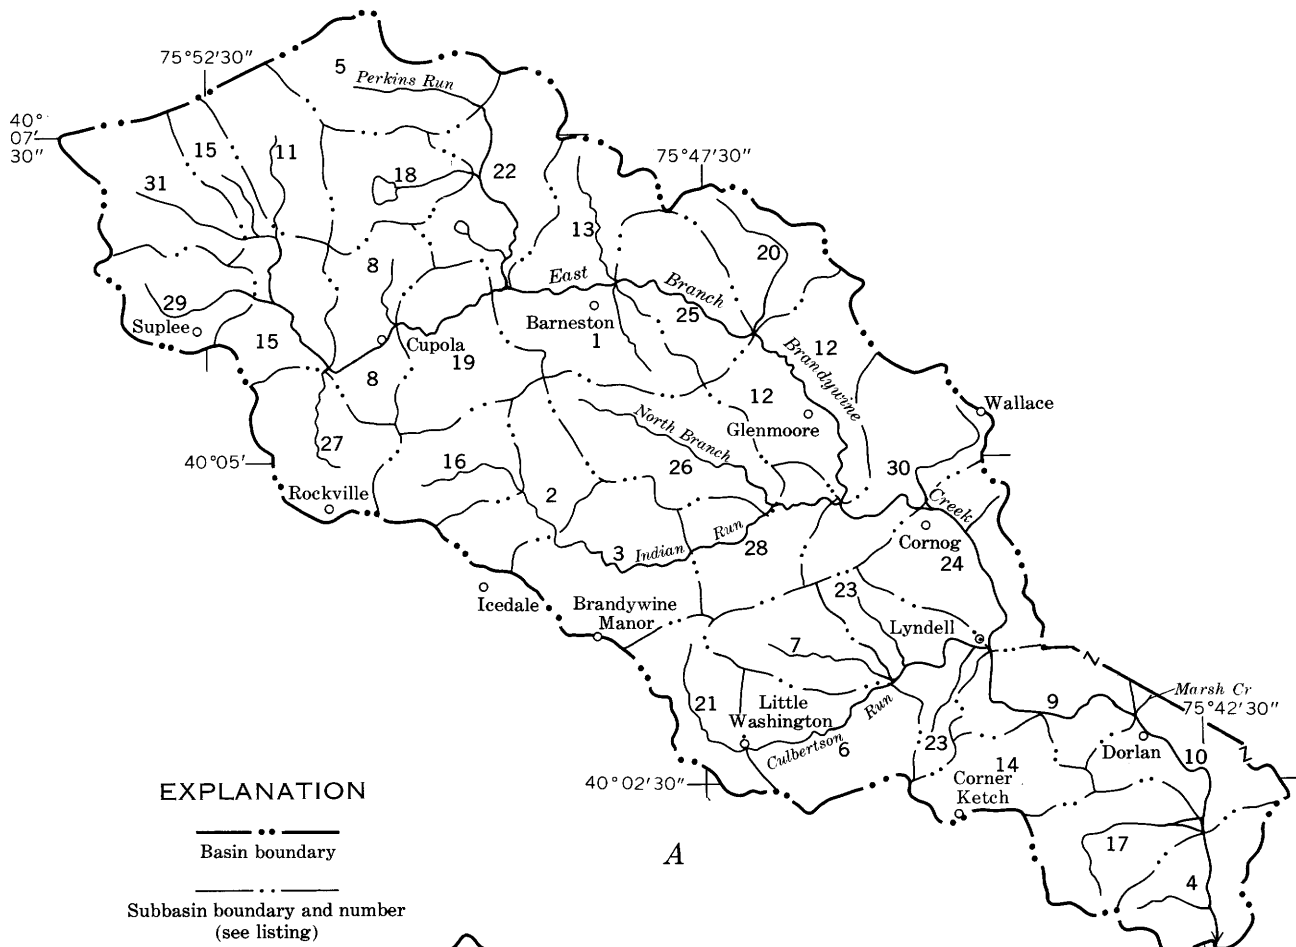 75°52'30"
5
Perkins Run
40°
07'
30"
15
11
75°47'30"
31
18
22
13
20
8
East
Branch
29
Suplee
25
Barneston
15
Cupola
1
Brandywine
12
19
8
12
Wallace
North Branch
Glenmoore
27
40°05'
16
26
30
Rockville
2
Creek
Run
Cornog
3
Indian
28
24
23
Icedale
Brandywine
Manor
Lyndell
7
Z
Marsh Cr
21
Little
Washington
Run
9
75°42'30"
23
Culbertson
6
Dorlan
10
Z
14
40°02'30"
Corner
Ketch
EXPLANATION
Basin boundary
A
17
4
Subbasin boundary and number
(see listing)